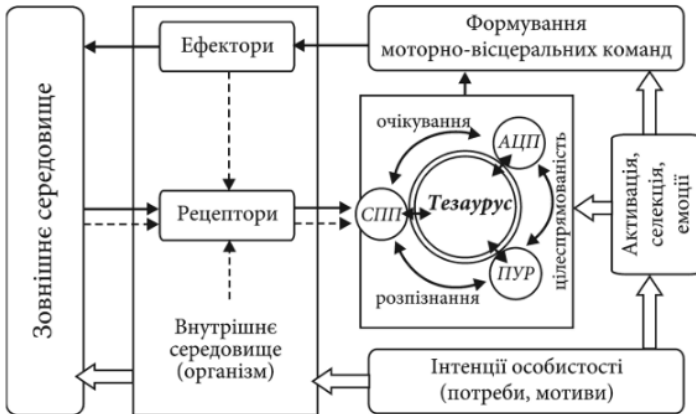 Зовнішнє середовище
Ефектори
Рецептори
Внутрішнє
середовище
(організм)
Формування
моторно-вісцеральних команд
очікування
АЦП
СПП
Тезаурус
ПУР
розпізнання
цілеспрямованість
Активація,
селекція,
емоції
Інтенції особистості
(потреби, мотиви)